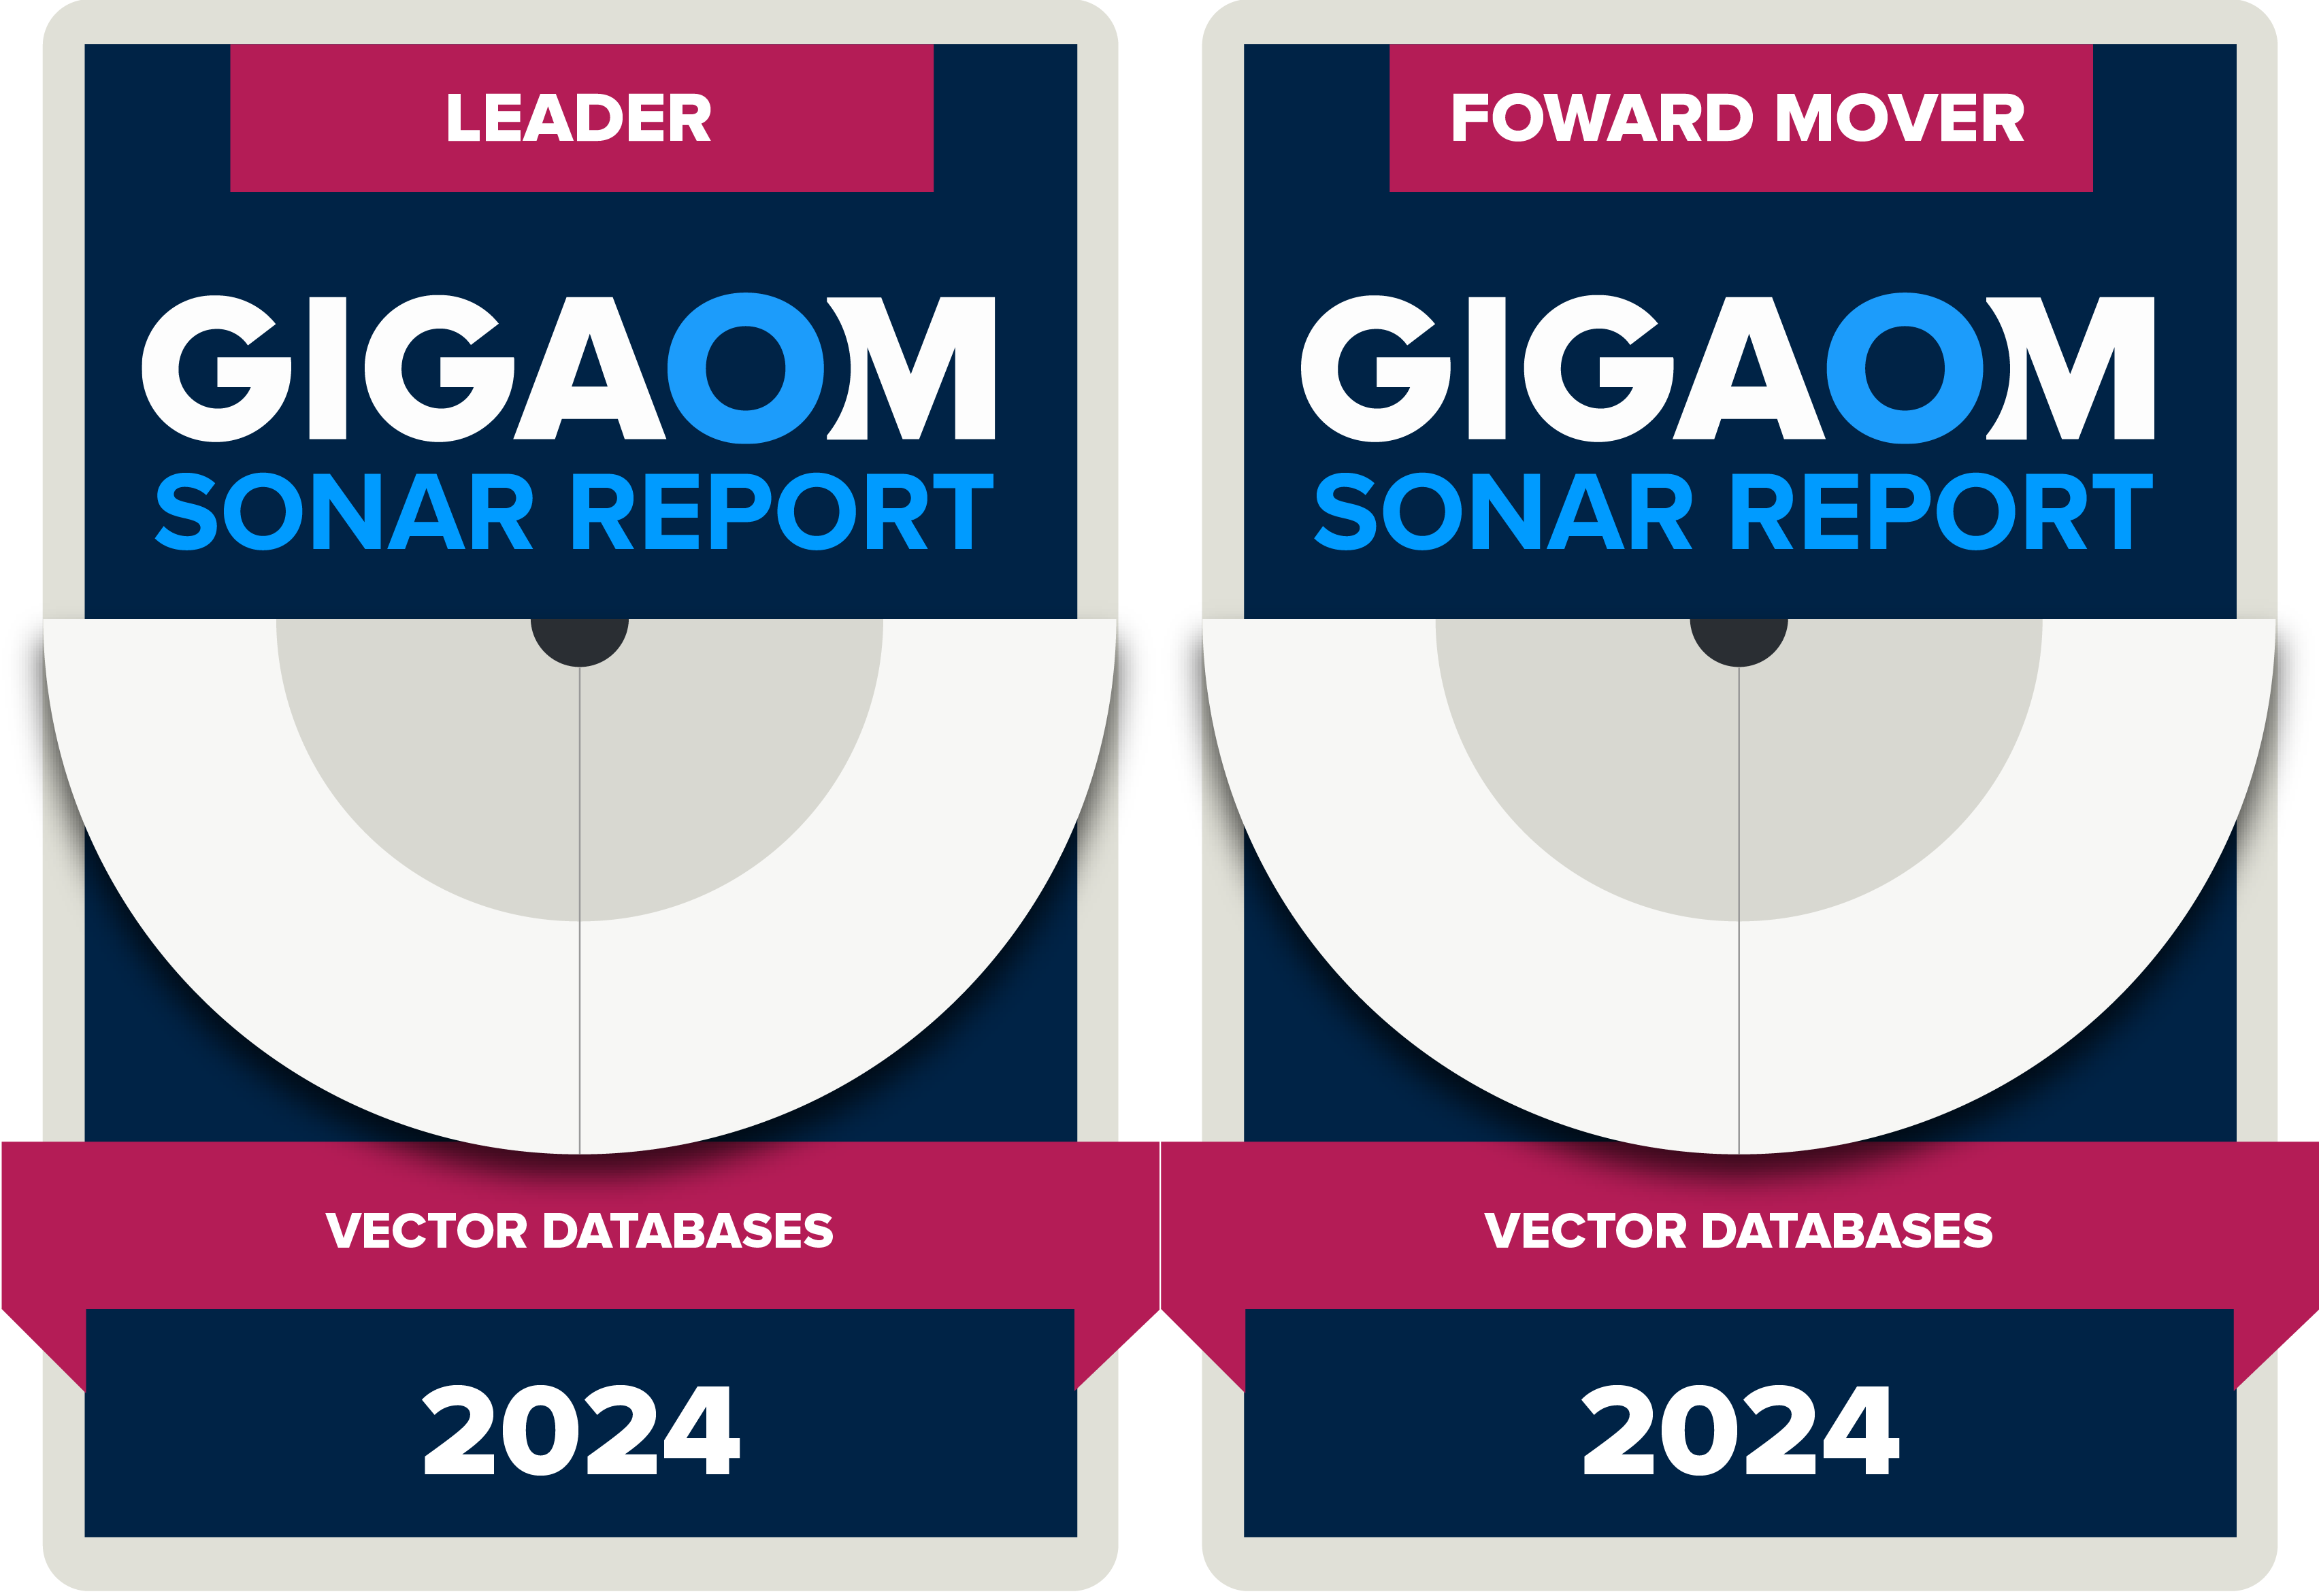 LEADER
GIGAOM
SONAR REPORT
VECTOR DATABASES
2024
FOWARD MOVER
GIGAOM
SONAR REPORT
VECTOR DATABASES
2024